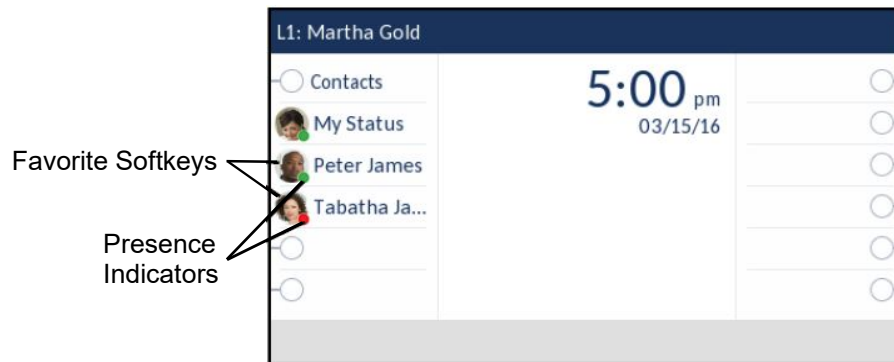 L1: Martha Gold
Contacts
My Status
Peter James
Tabatha Ja...
5:00 pm
03/15/16
Favorite Softkeys
Presence
Indicators